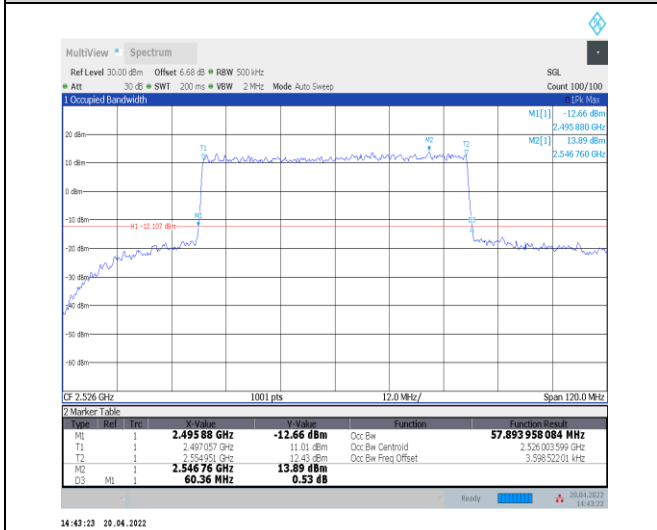 MultiView Spectrum
Ref Level 30.00 dBm Offset 6.68 dB RBW 500 kHz SGL
Att 30 dB SWT 200 ms VBW 2 MHz Mode Auto Sweep Count 100/100
1 Occupied Bandwidth 1Pk Max
M1[1] -12.66 dBm
2.495 880 GHz
M2[1] 13.89 dBm
2.546 760 GHz
20 dBm
T1
M2
T2
10 dBm
0 dBm
-10 dBm
M1
D3
H1 -12.107 dBm
-20 dBm
-30 dBm
-40 dBm
-50 dBm
-60 dBm
CF 2.526 GHz 1001 pts 12.0 MHz/ Span 120.0 MHz
2 Marker Table
Type Ref Trc X-Value Y-Value Function Function Result
M1 1 2.495 88 GHz -12.66 dBm Occ Bw 57.893 958 084 MHz
T1 1 2.497 057 GHz 11.01 dBm Occ Bw Centroid 2.526 003 599 GHz
T2 1 2.554 951 GHz 12.43 dBm Occ Bw Freq Offset 3.598 522 01 kHz
M2 1 2.546 76 GHz 13.89 dBm
D3 M1 1 60.36 MHz 0.53 dB
Ready 20.04.2022
14:43:22
14:43:23 20.04.2022